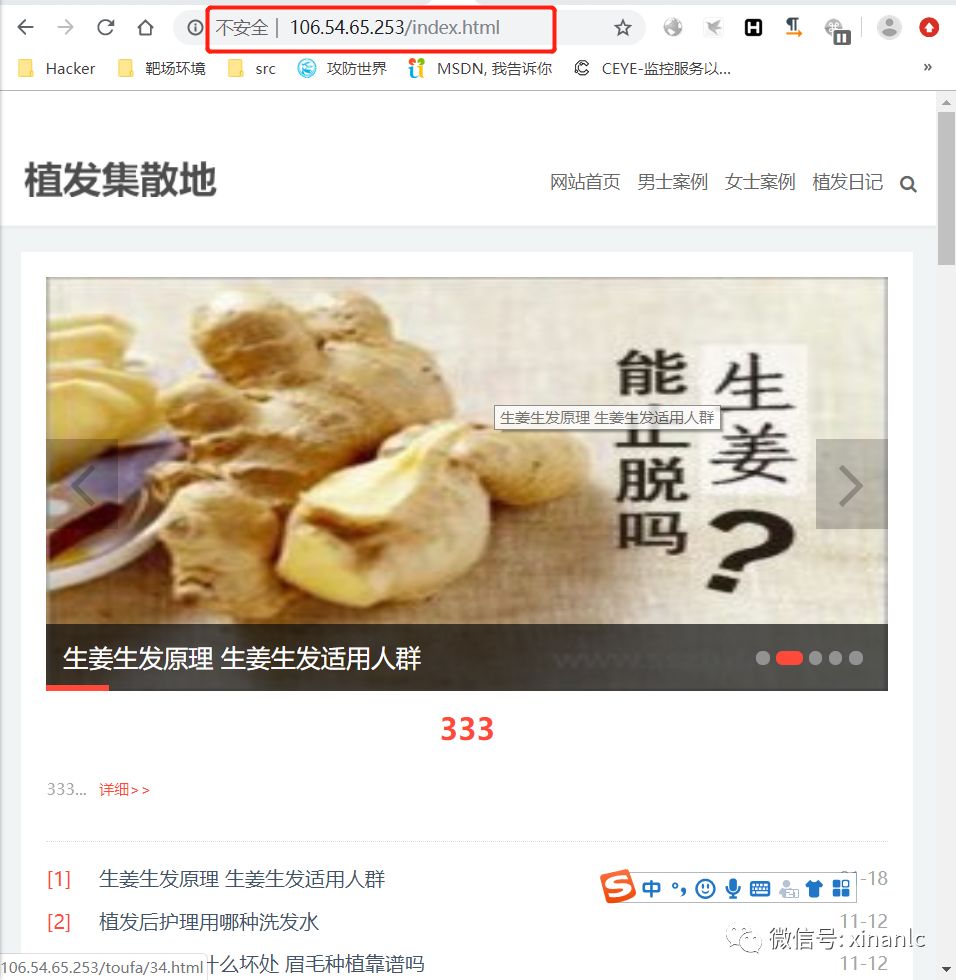 不安全 | 106.54.65.253/index.html
Hacker 靶场环境 src 攻防世界 MSDN, 我告诉你 CEYE-监控服务以... »
植发集散地
网站首页 男士案例 女士案例 植发日记
生姜
能止脱吗
?
生姜生发原理 生姜生发适用人群
生姜生发原理 生姜生发适用人群
333
333... 详细>>
[1] 生姜生发原理 生姜生发适用人群 01-18
中
[2] 植发后护理用哪种洗发水 11-12
微信号: xinanlc
什么坏处 眉毛种植靠谱吗 11-12
106.54.65.253/toufa/34.html